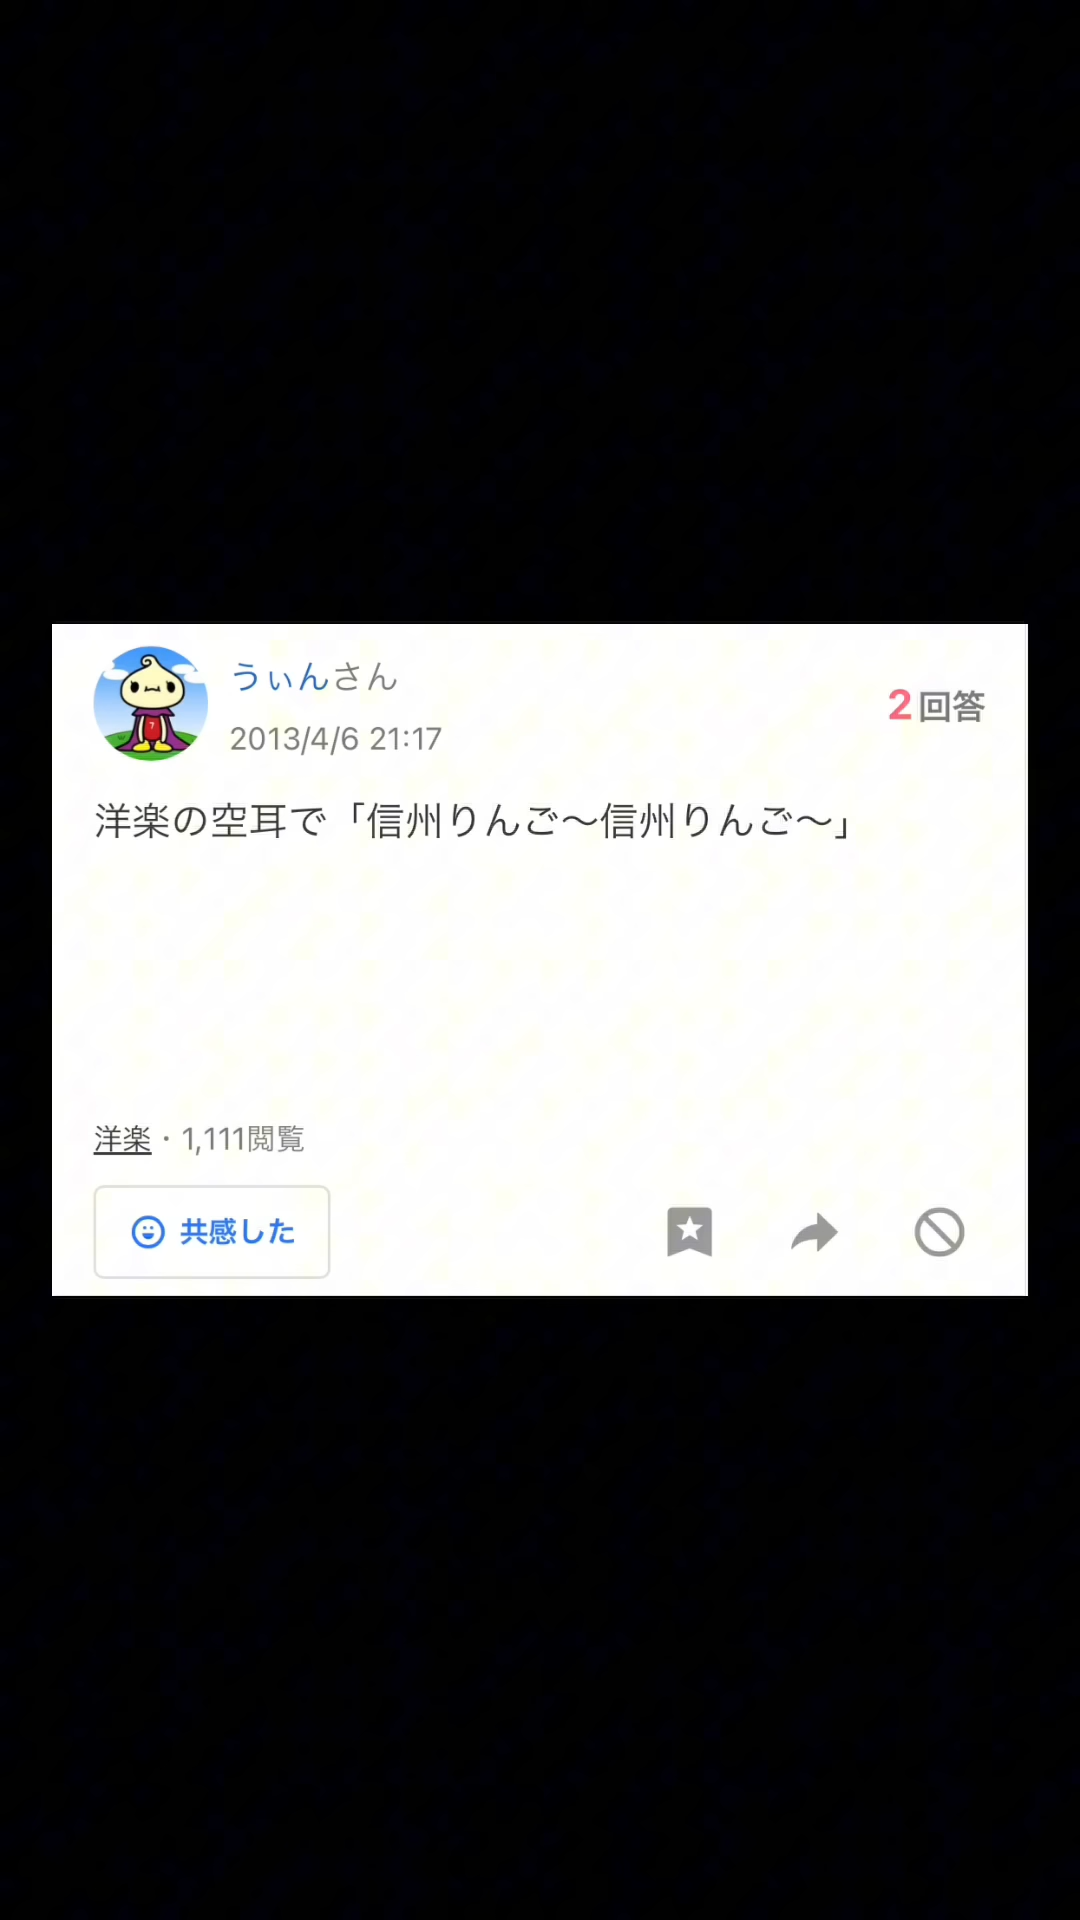 うぃんさん
2013/4/6 21:17
2回答
洋楽の空耳で「信州りんご〜信州りんご〜」
洋楽・1,111閲覧
共感した